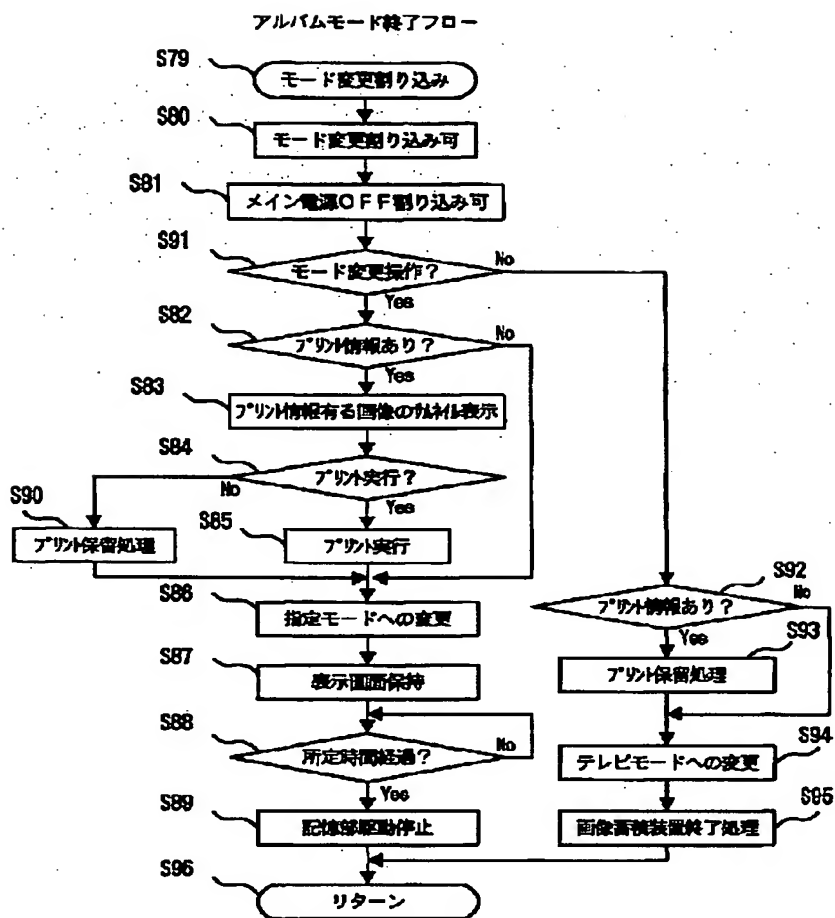 アルバムモード終了フロー
S79
モード変更割り込み
S80
モード変更割り込み可
S81
メイン電源OFF割り込み可
S91
モード変更操作?
No
Yes
S82
プリント情報あり?
No
Yes
S83
プリント情報有る画像のサムネイル表示
S84
プリント実行?
No
Yes
S90
プリント保留処理
S85
プリント実行
S86
指定モードへの変更
S87
表示画面保持
S88
所定時間経過?
No
Yes
S89
記憶部駆動停止
S92
プリント情報あり?
No
Yes
S93
プリント保留処理
S94
テレビモードへの変更
S95
画像蓄積装置終了処理
S96
リターン